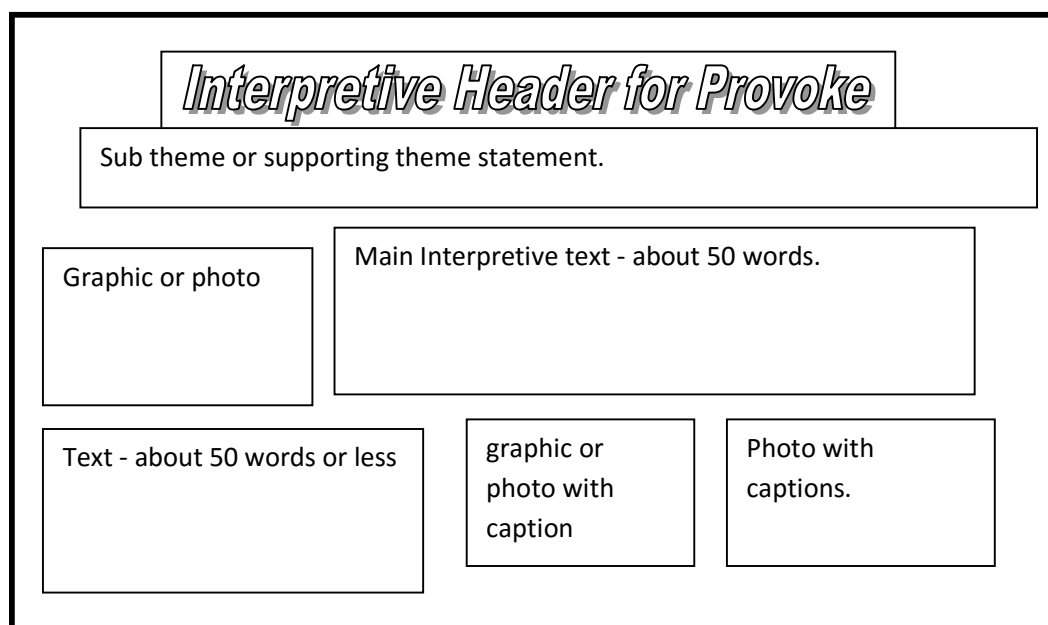 Interpretive Header for Provoke
Sub theme or supporting theme statement.
Graphic or photo
Main Interpretive text - about 50 words.
Text - about 50 words or less
graphic or
photo with
caption
Photo with
captions.